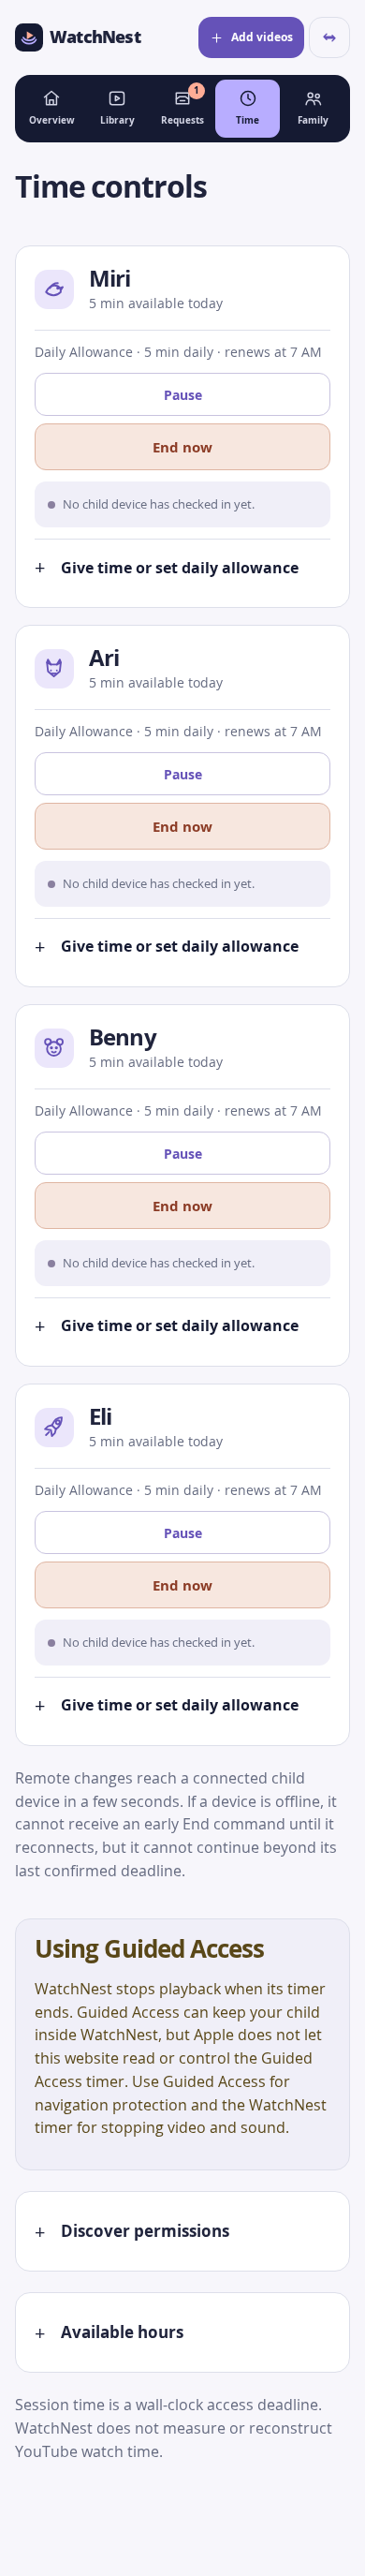 WatchNest
Add videos
Overview
Library
1
Requests
Time
Family
Time controls
Miri
5 min available today
Daily Allowance · 5 min daily · renews at 7 AM
Pause
End now
No child device has checked in yet.
+ Give time or set daily allowance
Ari
5 min available today
Daily Allowance · 5 min daily · renews at 7 AM
Pause
End now
No child device has checked in yet.
+ Give time or set daily allowance
Benny
5 min available today
Daily Allowance · 5 min daily · renews at 7 AM
Pause
End now
No child device has checked in yet.
+ Give time or set daily allowance
Eli
5 min available today
Daily Allowance · 5 min daily · renews at 7 AM
Pause
End now
No child device has checked in yet.
+ Give time or set daily allowance
Remote changes reach a connected child
device in a few seconds. If a device is offline, it
cannot receive an early End command until it
reconnects, but it cannot continue beyond its
last confirmed deadline.
Using Guided Access
WatchNest stops playback when its timer
ends. Guided Access can keep your child
inside WatchNest, but Apple does not let
this website read or control the Guided
Access timer. Use Guided Access for
navigation protection and the WatchNest
timer for stopping video and sound.
+ Discover permissions
+ Available hours
Session time is a wall-clock access deadline.
WatchNest does not measure or reconstruct
YouTube watch time.